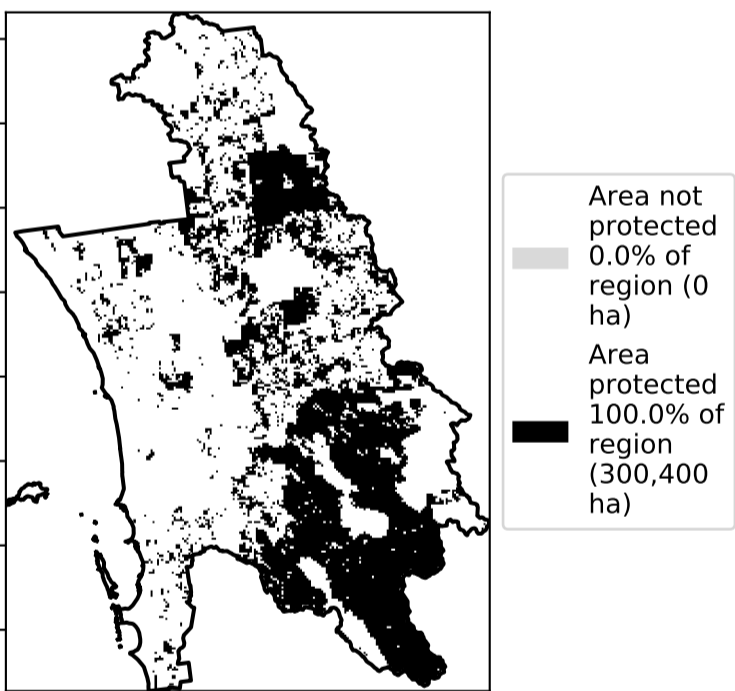 Area not
protected
0.0% of
region (0
ha)
Area
protected
100.0% of
region
(300,400
ha)